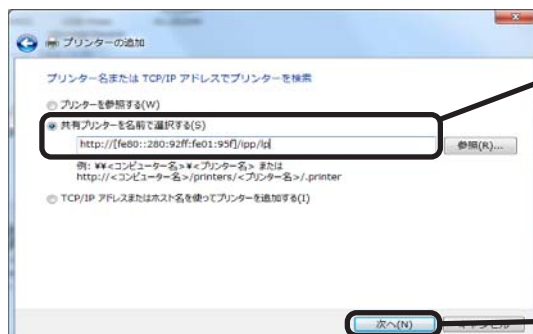 プリンターの追加
プリンター名または TCP/IP アドレスでプリンターを検索
プリンターを参照する(W)
共有プリンターを名前で選択する(S)
http://[fe80::280:92ff:fe01:95f]/ipp/lp
参照(R)...
例: ¥¥<コンピューター名>¥<プリンター名> または
http://<コンピューター名>/printers/<プリンター名>/.printer
TCP/IP アドレスまたはホスト名を使ってプリンターを追加する(I)
次へ(N)
キャンセル